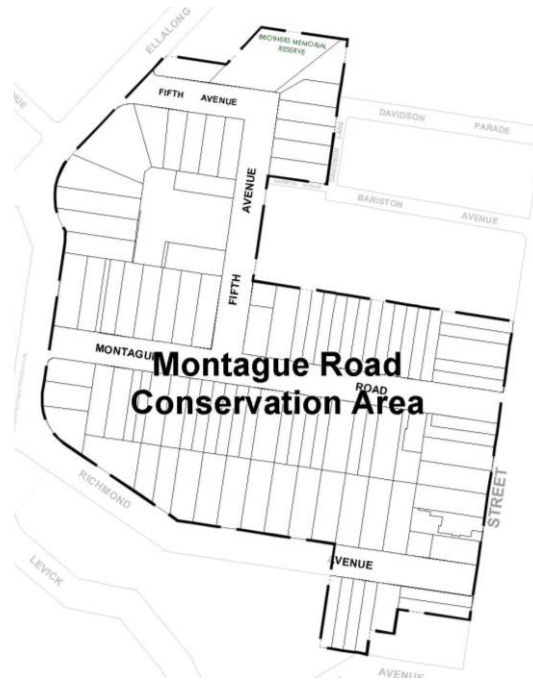 BROTHERS MEMORIAL
RESERVE
ELLALONG
FIFTH AVENUE
DAVIDSON PARADE
BARISTON AVENUE
FIFTH AVENUE
MONTAGUE ROAD
Montague Road
Conservation Area
RICHMOND AVENUE
STREET
LEVICK
AVENUE